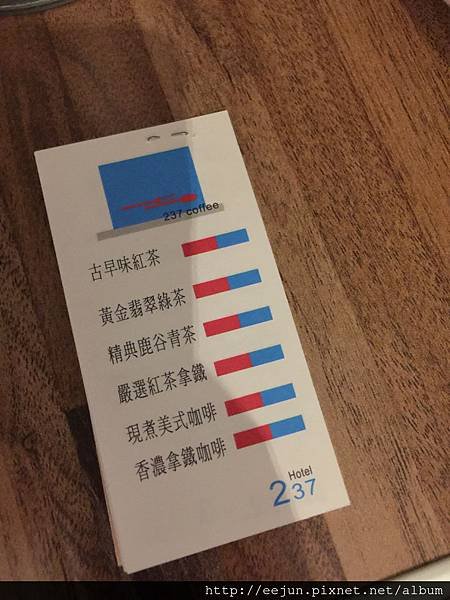 237 coffee
古早味紅茶
黃金翡翠綠茶
精典鹿谷青茶
嚴選紅茶拿鐵
現煮美式咖啡
香濃拿鐵咖啡
Hotel
237
http://eejun.pixnet.net/album